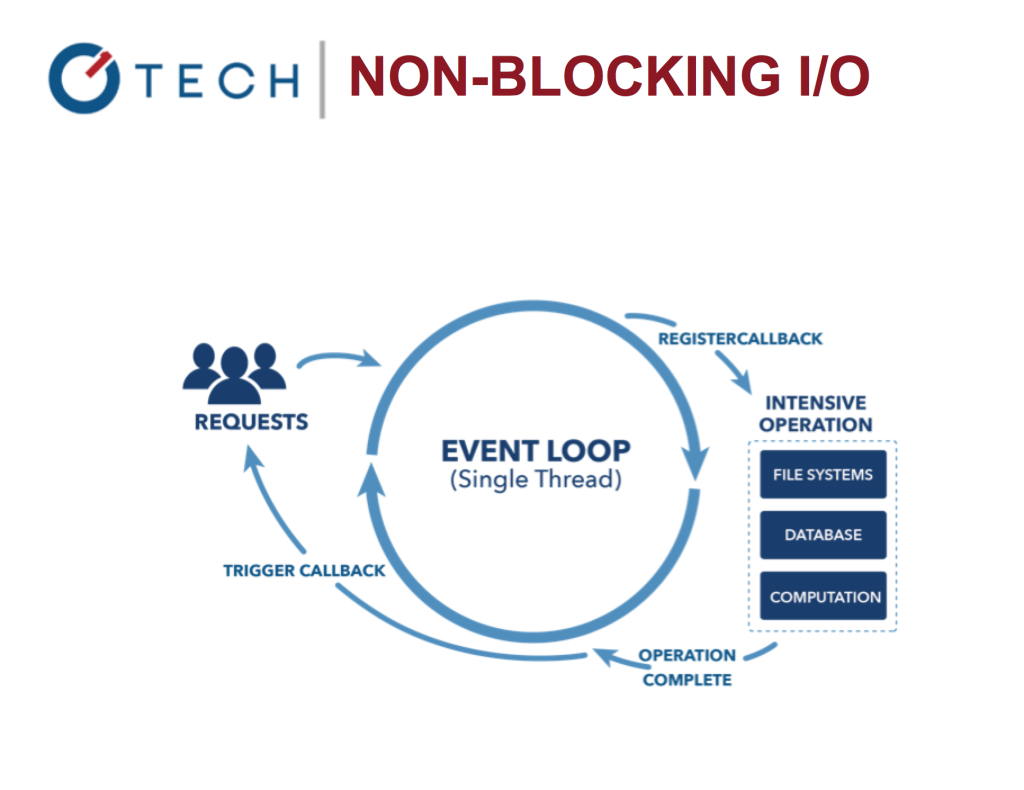 TECH
NON-BLOCKING I/O
REQUESTS
EVENT LOOP
(Single Thread)
REGISTERCALLBACK
INTENSIVE
OPERATION
FILE SYSTEMS
DATABASE
COMPUTATION
OPERATION
COMPLETE
TRIGGER CALLBACK